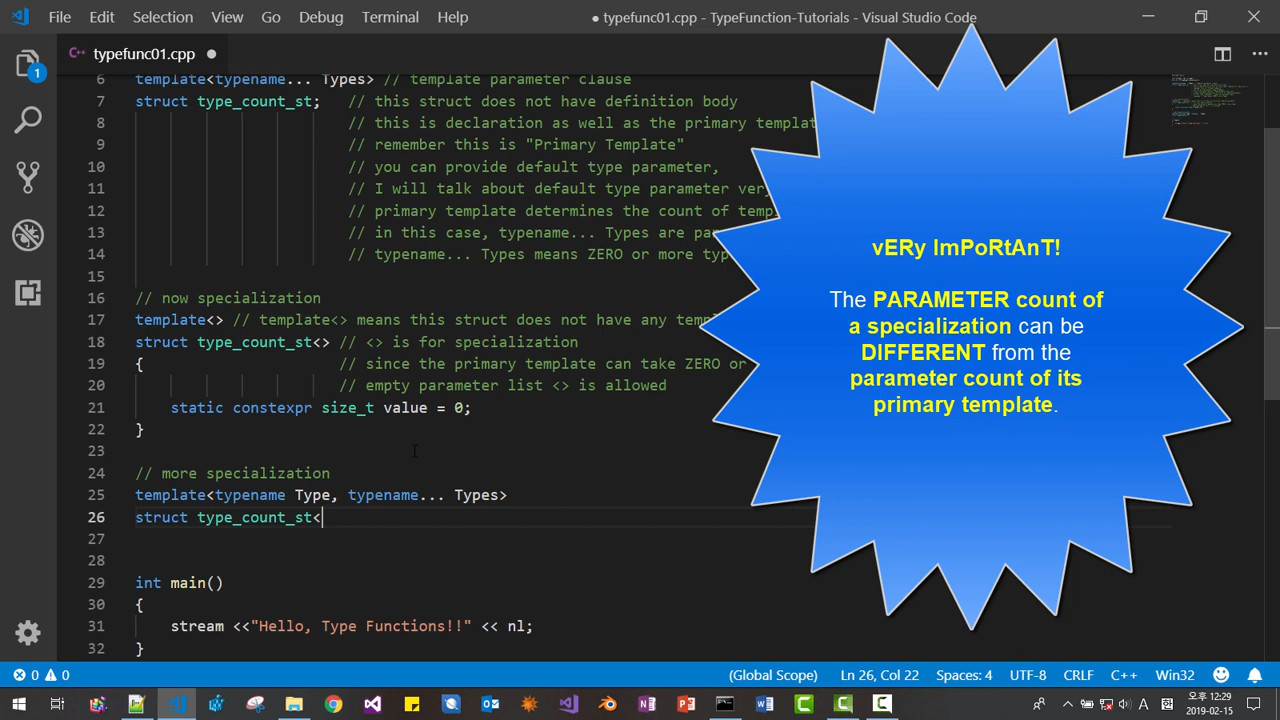 File Edit Selection View Go Debug Terminal Help
● typefunc01.cpp - TypeFunction-Tutorials - Visual Studio Code
C++ typefunc01.cpp ●
1
6 template<typename... Types> // template parameter clause
7 struct type_count_st; // this struct does not have definition body
8 // this is declaration as well as the primary templat
9 // remember this is "Primary Template"
10 // you can provide default type parameter,
11 // I will talk about default type parameter very
12 // primary template determines the count of temp
13 // in this case, typename... Types are pa
14 // typename... Types means ZERO or more typ
15
16 // now specialization
17 template<> // template<> means this struct does not have any temp
18 struct type_count_st<> // <> is for specialization
19 { // since the primary template can take ZERO or
20 // empty parameter list <> is allowed
21 static constexpr size_t value = 0;
22 }
23
24 // more specialization
25 template<typename Type, typename... Types>
26 struct type_count_st<
27
28
29 int main()
30 {
31 stream <<"Hello, Type Functions!!" << nl;
32 }
vERy ImPoRtAnT!
The PARAMETER count of
a specialization can be
DIFFERENT from the
parameter count of its
primary template.
0 0 (Global Scope) Ln 26, Col 22 Spaces: 4 UTF-8 CRLF C++ Win32
A 오후 12:29
2019-02-15